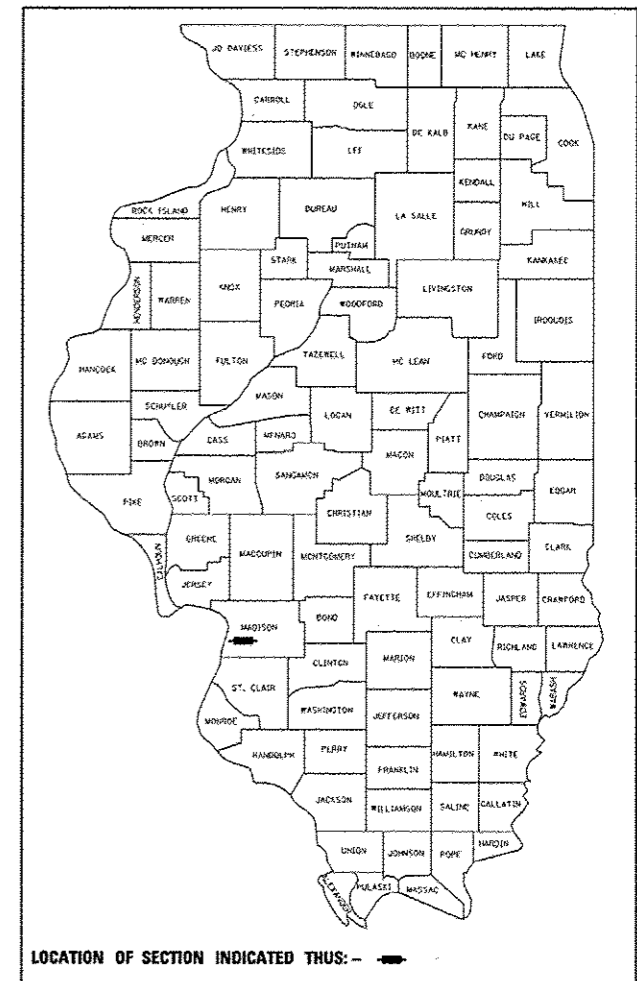 JO DAVIESS STEPHENSON WINNEBAGO BOONE MC HENRY LAKE
CARROLL OGLE DE KALB KANE DU PAGE COOK
WHITESIDE LEE
KENDALL WILL
ROCK ISLAND HENRY BUREAU LA SALLE GRUNDY
MERCER PUTNAM KANKAKEE
STARK MARSHALL
HENDERSON WARREN KNOX PEORIA WOODFORD LIVINGSTON IROQUOIS
HANCOCK MC DONOUGH FULTON TAZEWELL MC LEAN FORD
SCHUYLER MASON LOGAN DE WITT CHAMPAIGN VERMILION
ADAMS BROWN CASS MENARD MACON PIATT
PIKE SCOTT MORGAN SANGAMON MOULTRIE DOUGLAS EDGAR
CHRISTIAN COLES
CALHOUN GREENE MACOUPIN MONTGOMERY SHELBY CUMBERLAND CLARK
JERSEY FAYETTE EFFINGHAM JASPER CRAWFORD
MADISON BOND CLAY
CLINTON MARION RICHLAND LAWRENCE
ST. CLAIR WAYNE EDWARDS WABASH
MONROE WASHINGTON JEFFERSON
RANDOLPH PERRY HAMILTON WHITE
FRANKLIN
JACKSON WILLIAMSON SALINE GALLATIN
UNION JOHNSON POPE HARDIN
ALEXANDER PULASKI MASSAC
LOCATION OF SECTION INDICATED THUS: -